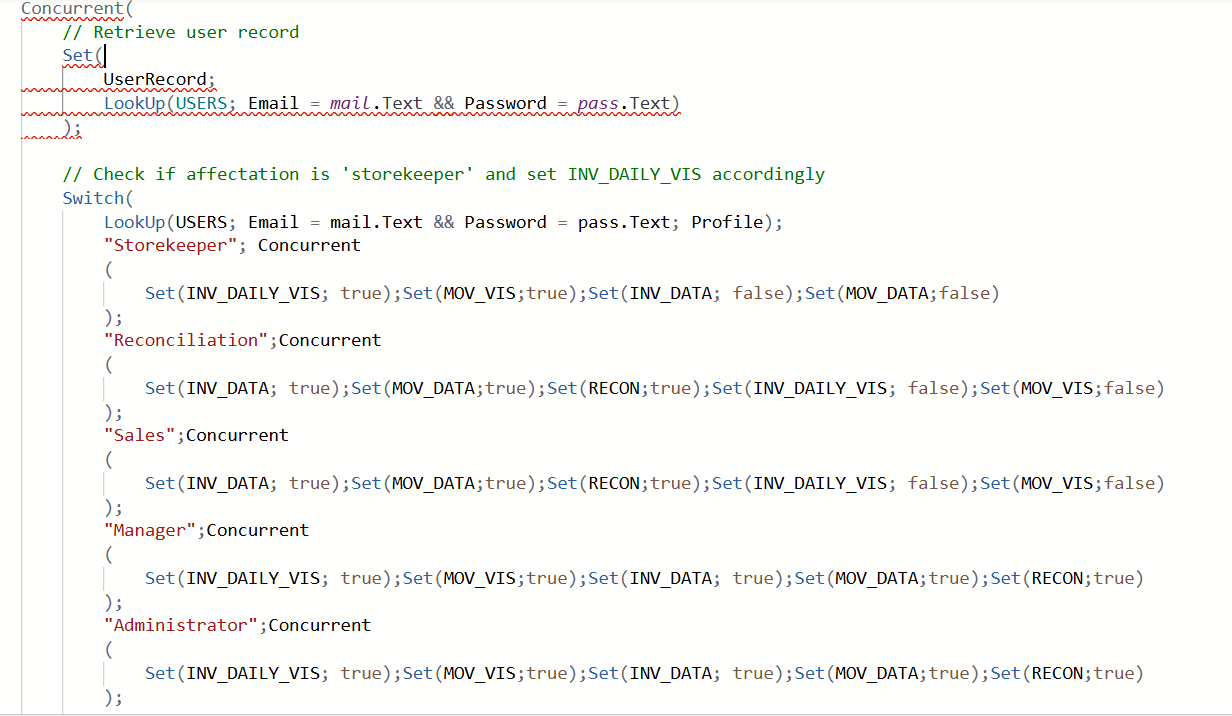 Concurrent(
// Retrieve user record
Set(
UserRecord;
LookUp(USERS; Email = mail.Text && Password = pass.Text)
);
// Check if affectation is 'storekeeper' and set INV_DAILY_VIS accordingly
Switch(
LookUp(USERS; Email = mail.Text && Password = pass.Text; Profile);
"Storekeeper"; Concurrent
(
Set(INV_DAILY_VIS; true);Set(MOV_VIS;true);Set(INV_DATA; false);Set(MOV_DATA;false)
);
"Reconciliation";Concurrent
(
Set(INV_DATA; true);Set(MOV_DATA;true);Set(RECON;true);Set(INV_DAILY_VIS; false);Set(MOV_VIS;false)
);
"Sales";Concurrent
(
Set(INV_DATA; true);Set(MOV_DATA;true);Set(RECON;true);Set(INV_DAILY_VIS; false);Set(MOV_VIS;false)
);
"Manager";Concurrent
(
Set(INV_DAILY_VIS; true);Set(MOV_VIS;true);Set(INV_DATA; true);Set(MOV_DATA;true);Set(RECON;true)
);
"Administrator";Concurrent
(
Set(INV_DAILY_VIS; true);Set(MOV_VIS;true);Set(INV_DATA; true);Set(MOV_DATA;true);Set(RECON;true)
);